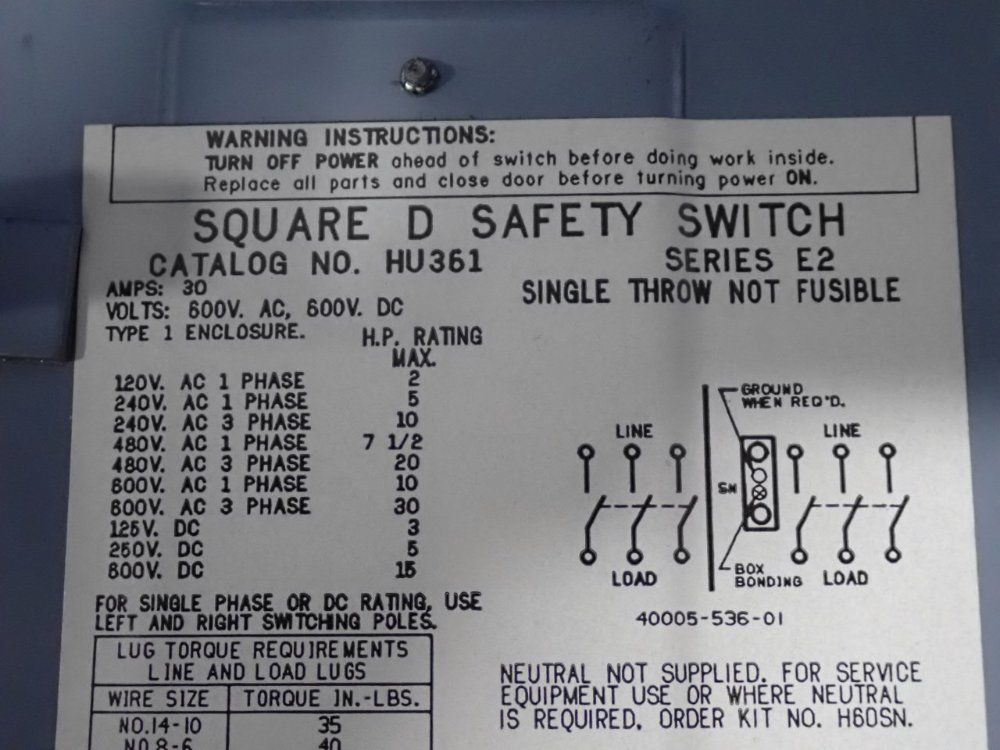 WARNING INSTRUCTIONS:
TURN OFF POWER ahead of switch before doing work inside.
Replace all parts and close door before turning power ON.
SQUARE D SAFETY SWITCH
CATALOG NO. HU361 SERIES E2
AMPS: 30
SINGLE THROW NOT FUSIBLE
VOLTS: 600V. AC, 600V. DC
TYPE 1 ENCLOSURE.
H.P. RATING
MAX.
120V. AC 1 PHASE 2
240V. AC 1 PHASE 5
240V. AC 3 PHASE 10
480V. AC 1 PHASE 7 1/2
480V. AC 3 PHASE 20
600V. AC 1 PHASE 10
600V. AC 3 PHASE 30
125V. DC 3
250V. DC 5
600V. DC 15
FOR SINGLE PHASE OR DC RATING, USE
LEFT AND RIGHT SWITCHING POLES.
LUG TORQUE REQUIREMENTS
LINE AND LOAD LUGS
WIRE SIZE TORQUE IN.-LBS.
NO.14-10 35
NO.8-6 40
GROUND
WHEN REQ'D.
LINE LINE
SN
BOX
BONDING
LOAD LOAD
40005-536-01
NEUTRAL NOT SUPPLIED. FOR SERVICE
EQUIPMENT USE OR WHERE NEUTRAL
IS REQUIRED, ORDER KIT NO. H60SN.